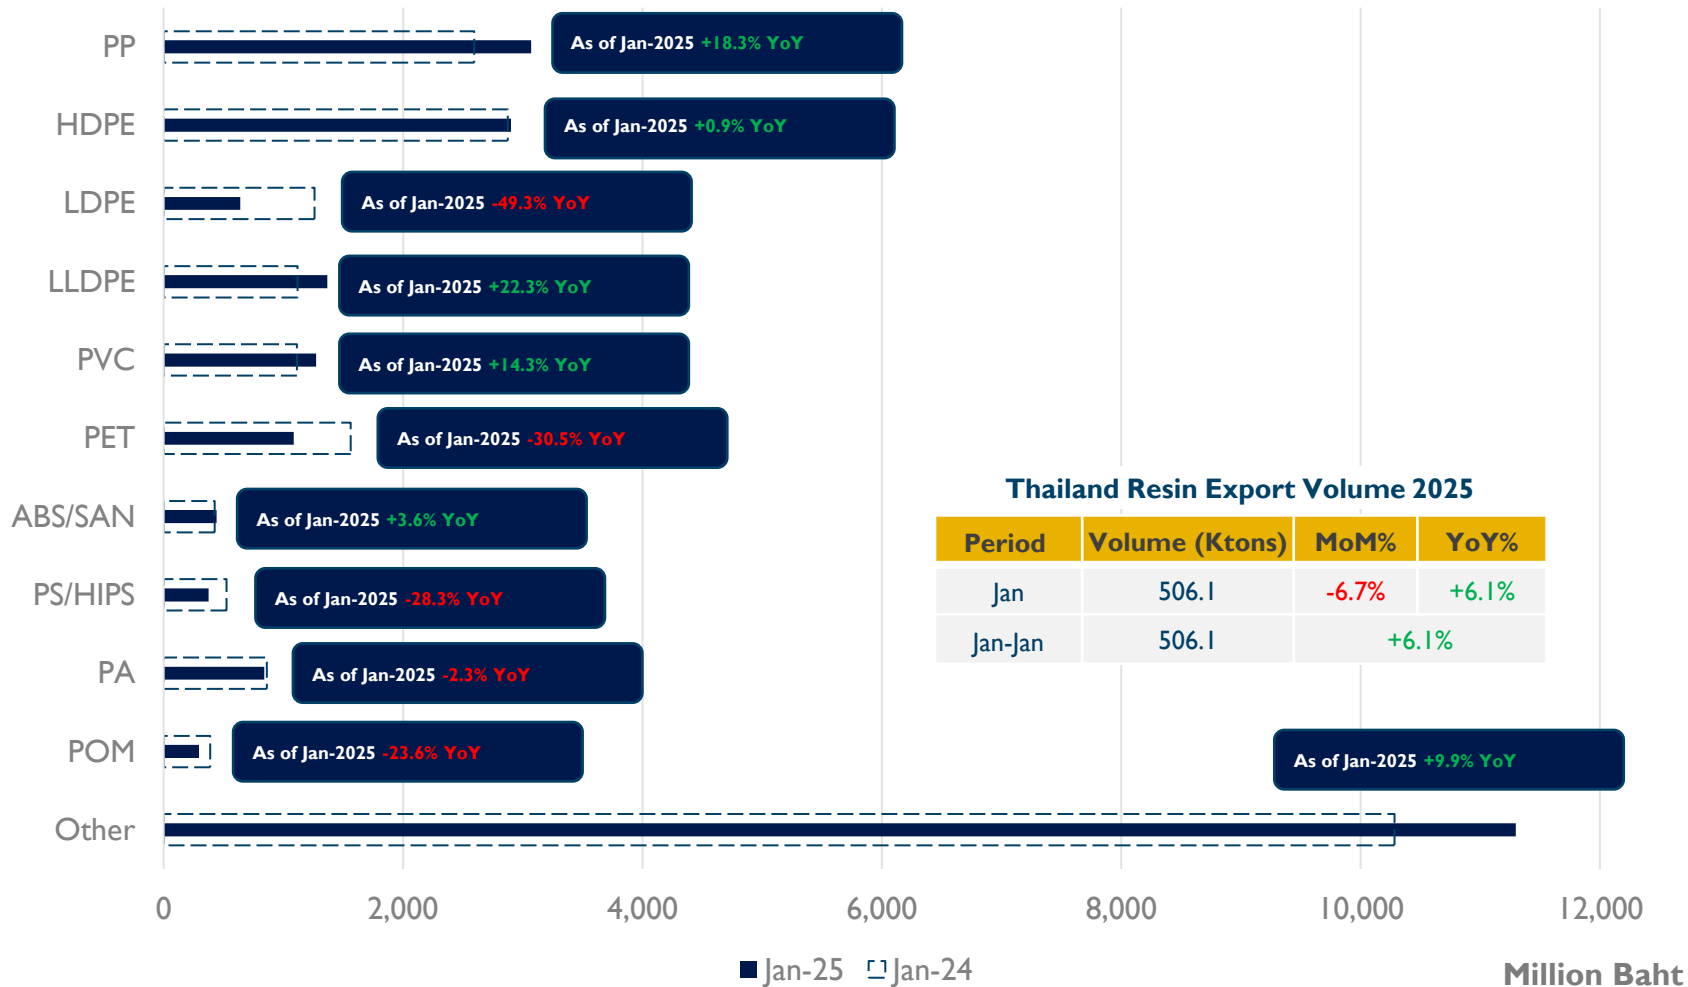 PP
As of Jan-2025 +18.3% YoY
HDPE
As of Jan-2025 +0.9% YoY
LDPE
As of Jan-2025 -49.3% YoY
LLDPE
As of Jan-2025 +22.3% YoY
PVC
As of Jan-2025 +14.3% YoY
PET
As of Jan-2025 -30.5% YoY
ABS/SAN
As of Jan-2025 +3.6% YoY
PS/HIPS
As of Jan-2025 -28.3% YoY
PA
As of Jan-2025 -2.3% YoY
POM
As of Jan-2025 -23.6% YoY
Other
As of Jan-2025 +9.9% YoY
Thailand Resin Export Volume 2025
Period Volume (Ktons) MoM% YoY%
Jan 506.1 -6.7% +6.1%
Jan-Jan 506.1 +6.1%
0 2,000 4,000 6,000 8,000 10,000 12,000
Jan-25 Jan-24
Million Baht